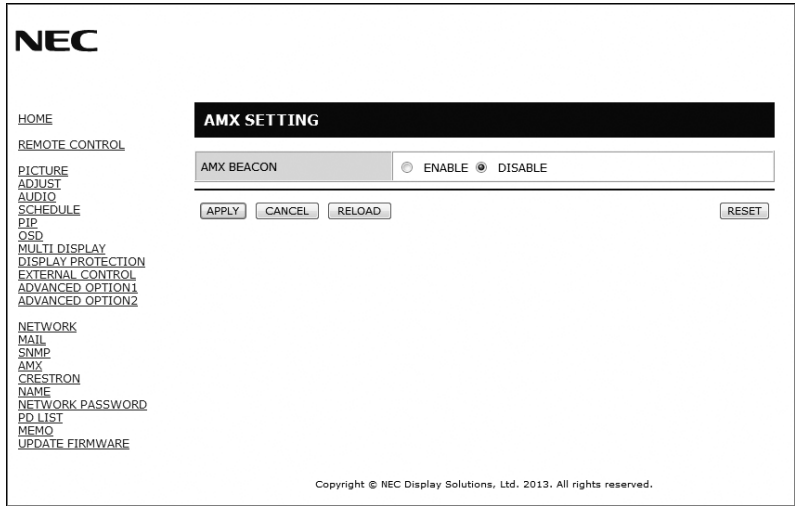 NEC
HOME
REMOTE CONTROL
PICTURE
ADJUST
AUDIO
SCHEDULE
PIP
OSD
MULTI DISPLAY
DISPLAY PROTECTION
EXTERNAL CONTROL
ADVANCED OPTION1
ADVANCED OPTION2
NETWORK
MAIL
SNMP
AMX
CRESTRON
NAME
NETWORK PASSWORD
PD LIST
MEMO
UPDATE FIRMWARE
AMX SETTING
AMX BEACON ENABLE DISABLE
APPLY CANCEL RELOAD RESET
Copyright © NEC Display Solutions, Ltd. 2013. All rights reserved.